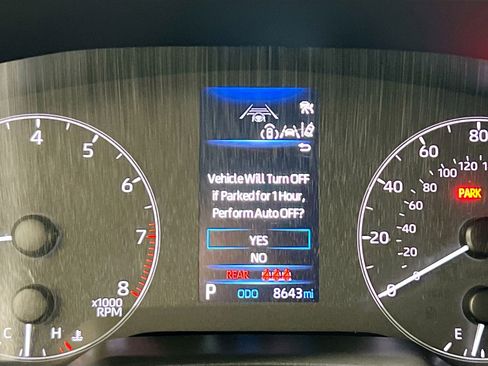 4
5
6
7
8
x1000
RPM
C
H
Vehicle Will Turn OFF
if Parked for 1 Hour,
Perform Auto OFF?
YES
NO
REAR
P ODO 8643 mi
80
60
40
20
0
120
100
80
60
40
20
0
PARK
E